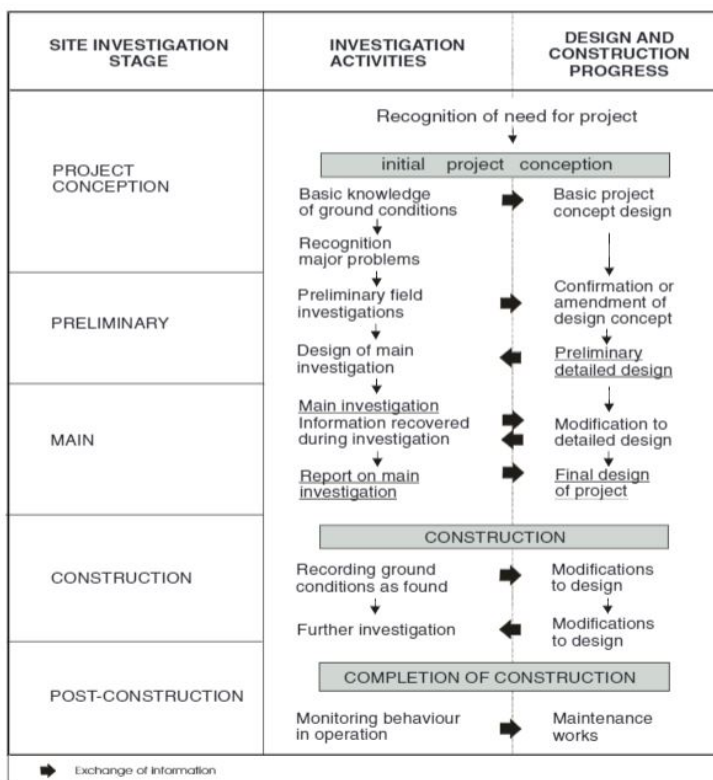 SITE INVESTIGATION
STAGE
INVESTIGATION
ACTIVITIES
DESIGN AND
CONSTRUCTION
PROGRESS
Recognition of need for project
initial project conception
PROJECT
CONCEPTION
Basic knowledge
of ground conditions
Basic project
concept design
Recognition
major problems
PRELIMINARY
Preliminary field
investigations
Confirmation or
amendment of
design concept
Design of main
investigation
Preliminary
detailed design
MAIN
Main investigation
Information recovered
during investigation
Modification to
detailed design
Report on main
investigation
Final design
of project
CONSTRUCTION
CONSTRUCTION
Recording ground
conditions as found
Modifications
to design
Further investigation
Modifications
to design
POST-CONSTRUCTION
COMPLETION OF CONSTRUCTION
Monitoring behaviour
in operation
Maintenance
works
Exchange of information